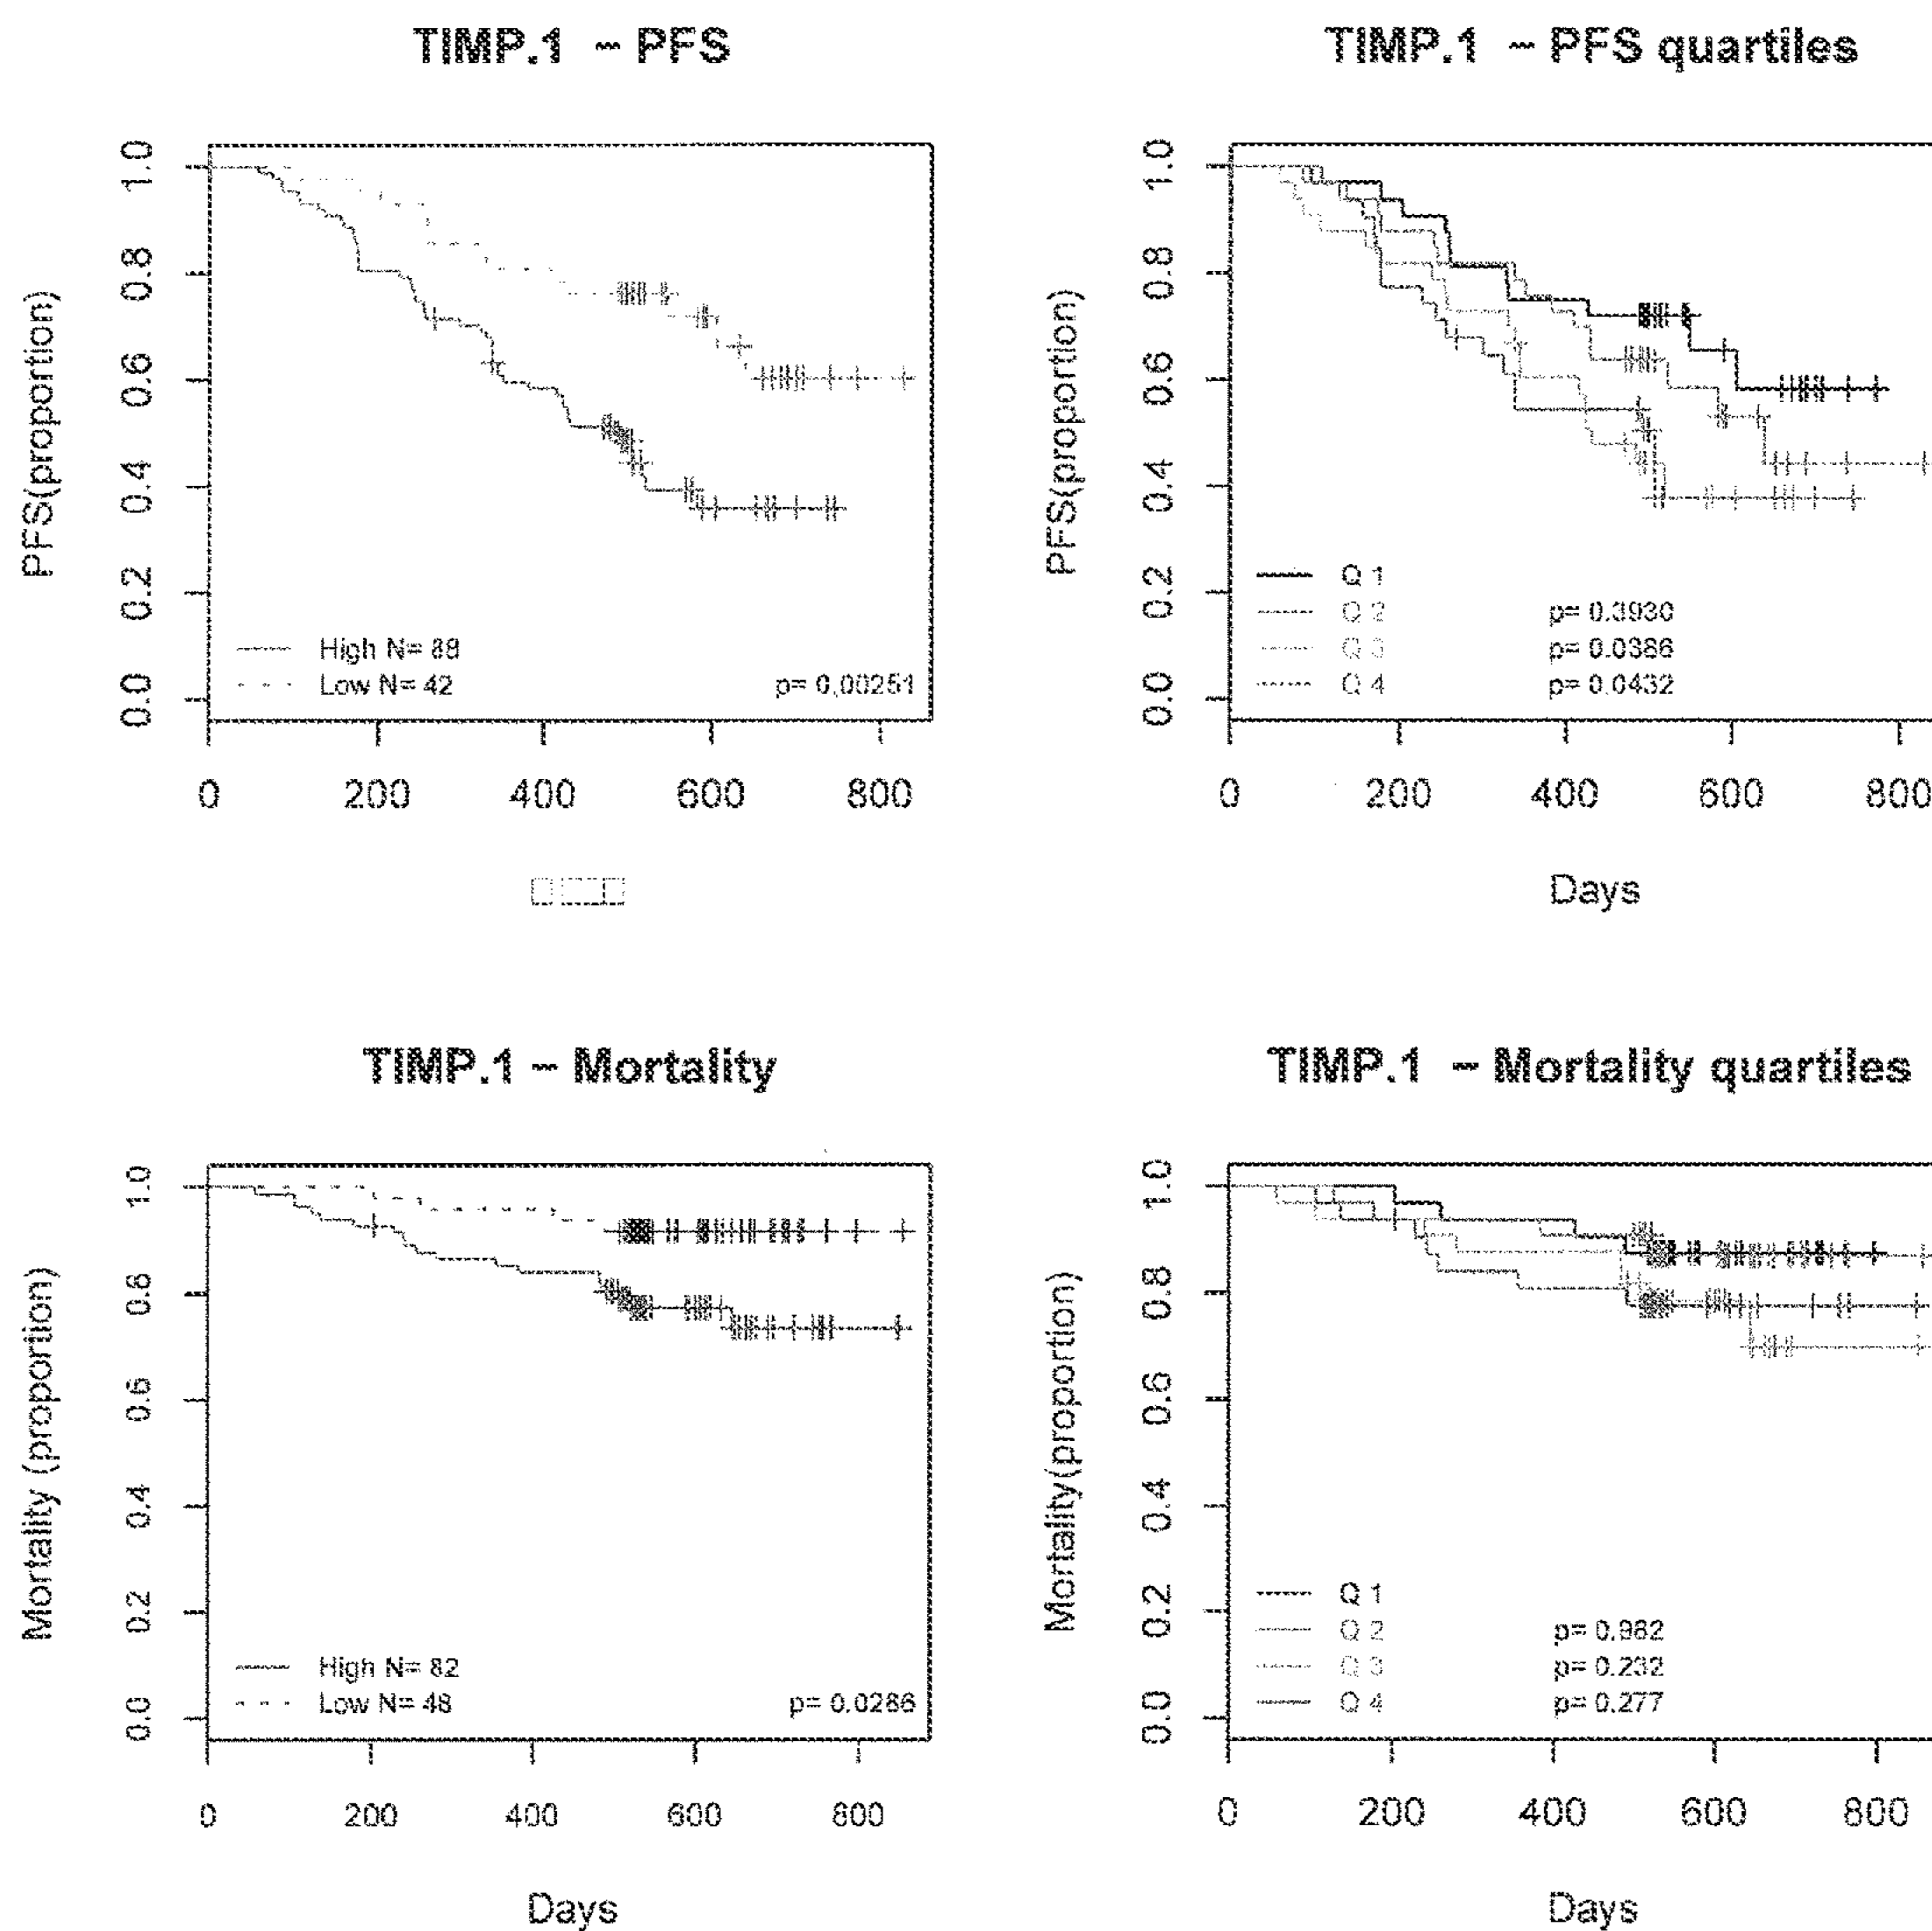 TIMP.1 – PFS
PFS(proportion)
1.0
0.8
0.6
0.4
0.2
0.0
High N= 88
Low N= 42
p= 0.00251
0 200 400 600 800
TIMP.1 – PFS quartiles
PFS(proportion)
1.0
0.8
0.6
0.4
0.2
0.0
Q 1
Q 2 p= 0.3930
Q 3 p= 0.0386
Q 4 p= 0.0432
0 200 400 600 800
Days
TIMP.1 – Mortality
Mortality (proportion)
1.0
0.8
0.6
0.4
0.2
0.0
High N= 82
Low N= 48
p= 0.0286
0 200 400 600 800
Days
TIMP.1 – Mortality quartiles
Mortality(proportion)
1.0
0.8
0.6
0.4
0.2
0.0
Q 1
Q 2 p= 0.982
Q 3 p= 0.232
Q 4 p= 0.277
0 200 400 600 800
Days